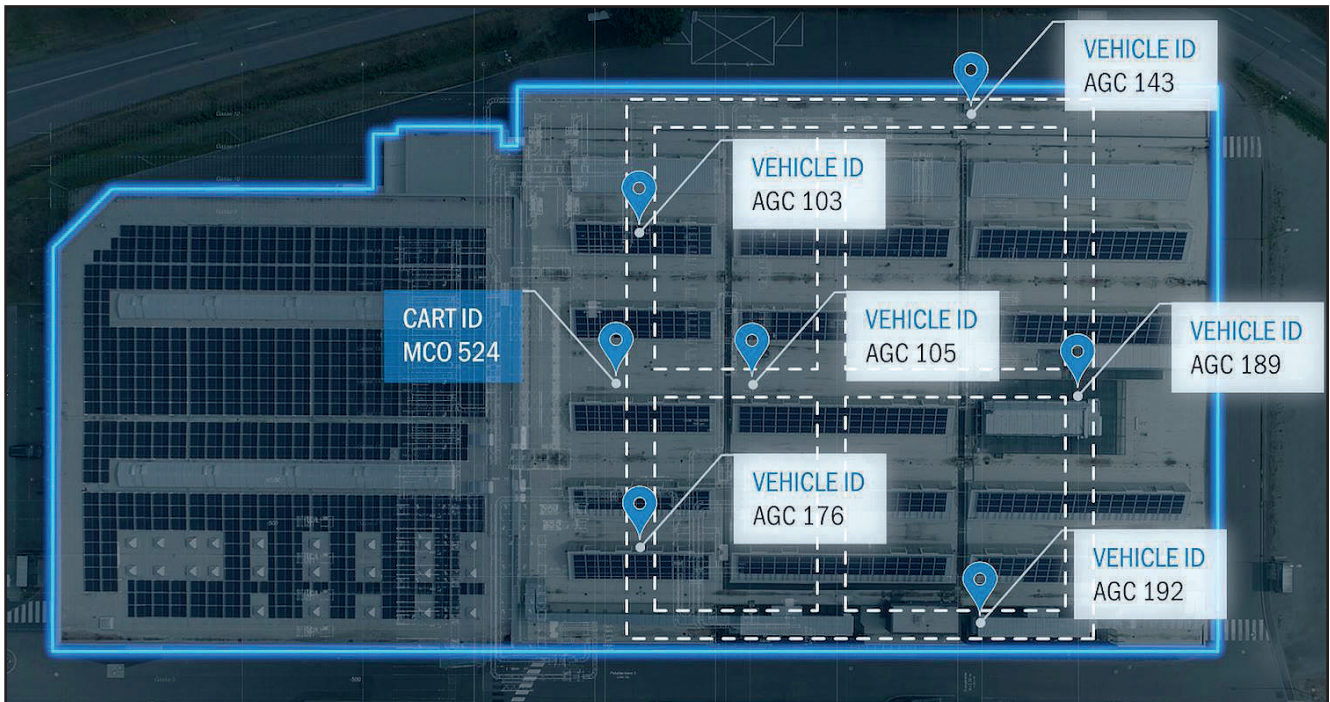 VEHICLE ID
AGC 143
VEHICLE ID
AGC 103
CART ID
MCO 524
VEHICLE ID
AGC 105
VEHICLE ID
AGC 189
VEHICLE ID
AGC 176
VEHICLE ID
AGC 192
-500